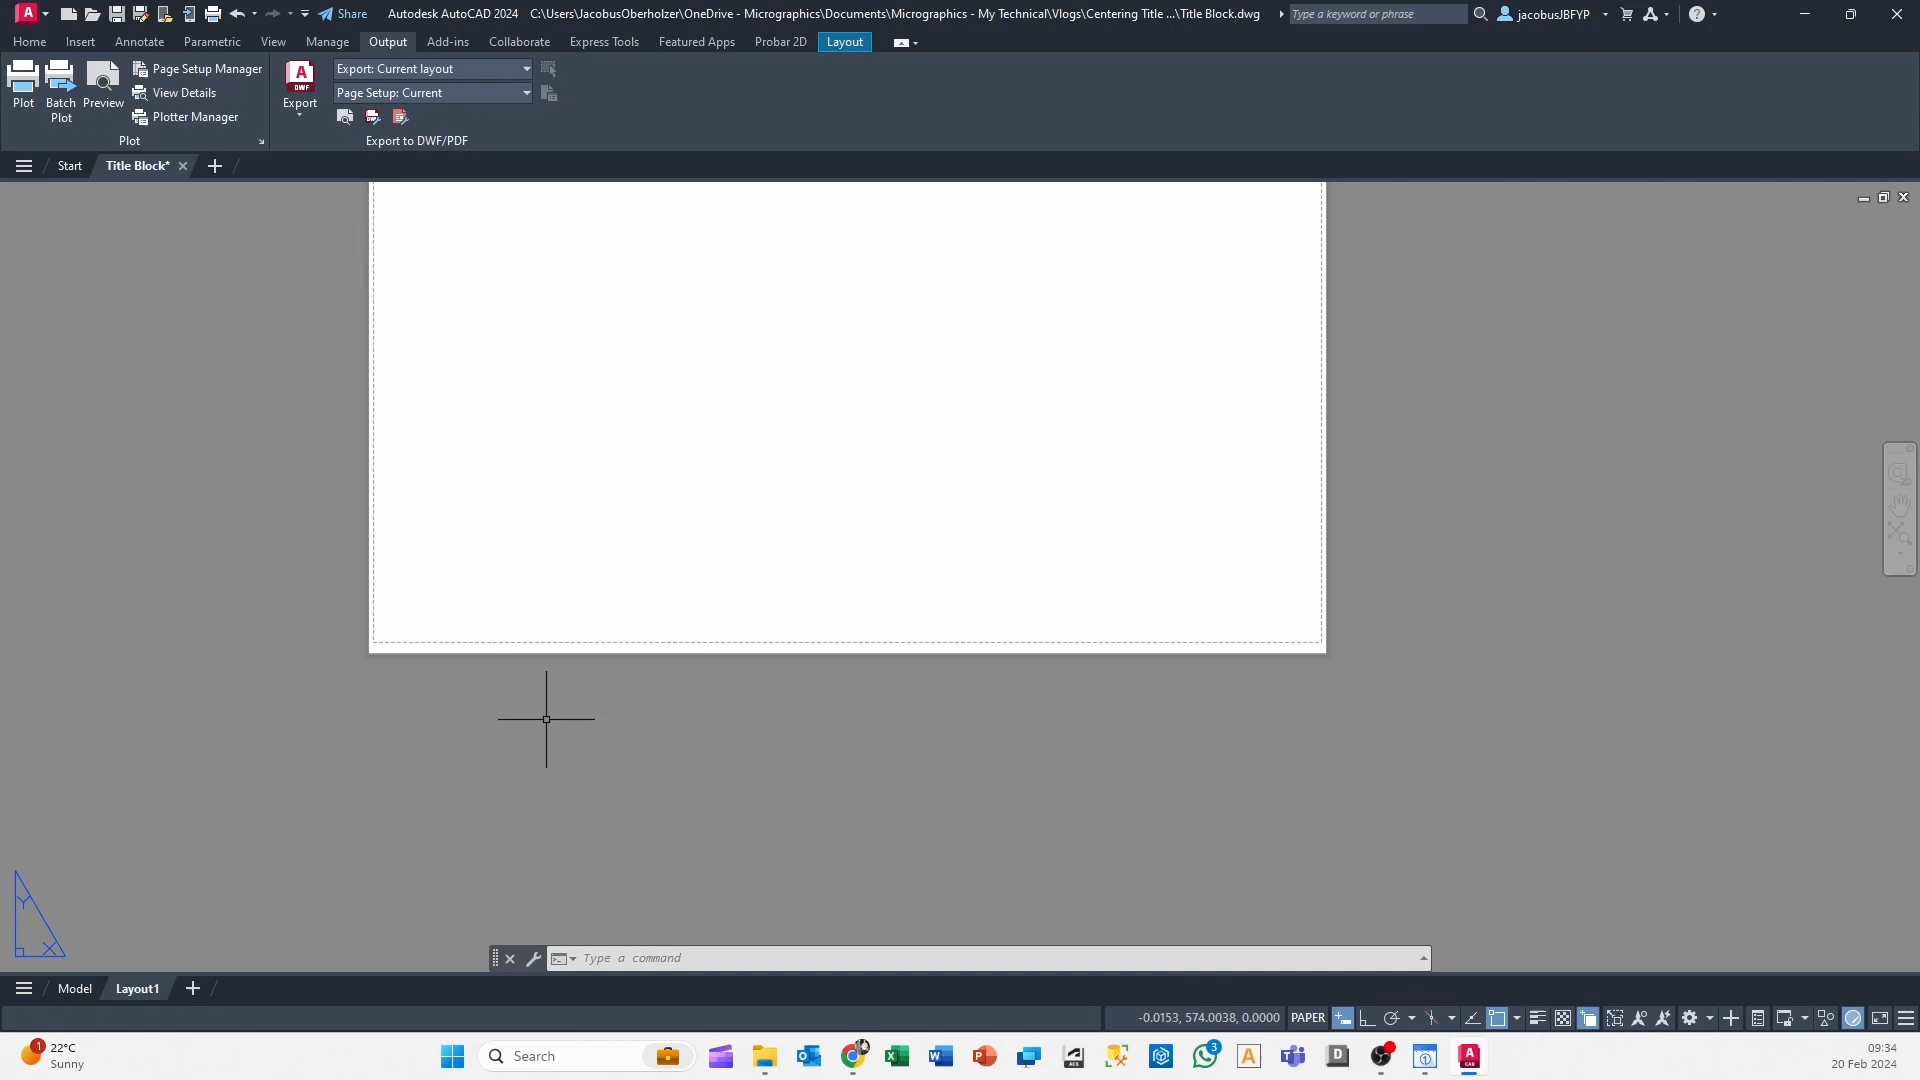 Share
Autodesk AutoCAD 2024 C:\Users\JacobusOberholzer\OneDrive - Micrographics\Documents\Micrographics - My Technical\Vlogs\Centering Title ...\Title Block.dwg
Type a keyword or phrase
jacobusJBFYP
Home Insert Annotate Parametric View Manage Output Add-ins Collaborate Express Tools Featured Apps Probar 2D Layout
Plot
Batch Plot
Preview
Page Setup Manager
View Details
Plotter Manager
Plot
Export
Export: Current layout
Page Setup: Current
Export to DWF/PDF
Start
Title Block*
Y
X
Type a command
Model
Layout1
-0.0153, 574.0038, 0.0000 PAPER
1
22°C
Sunny
Search
3
09:34
20 Feb 2024